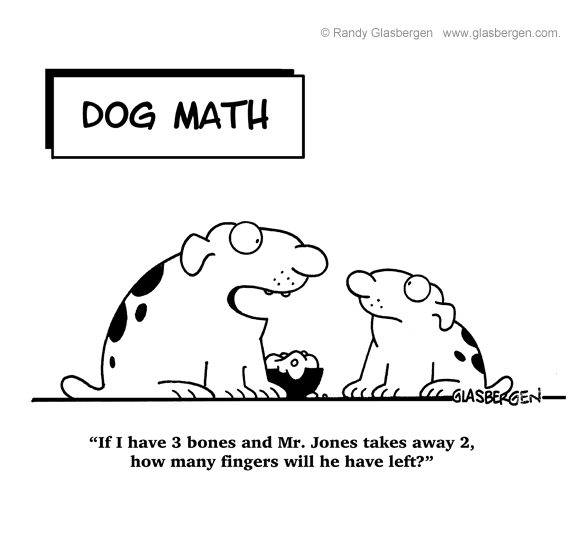 © Randy Glasbergen www.glasbergen.com.
DOG MATH
GLASBERGEN
“If I have 3 bones and Mr. Jones takes away 2,
how many fingers will he have left?”